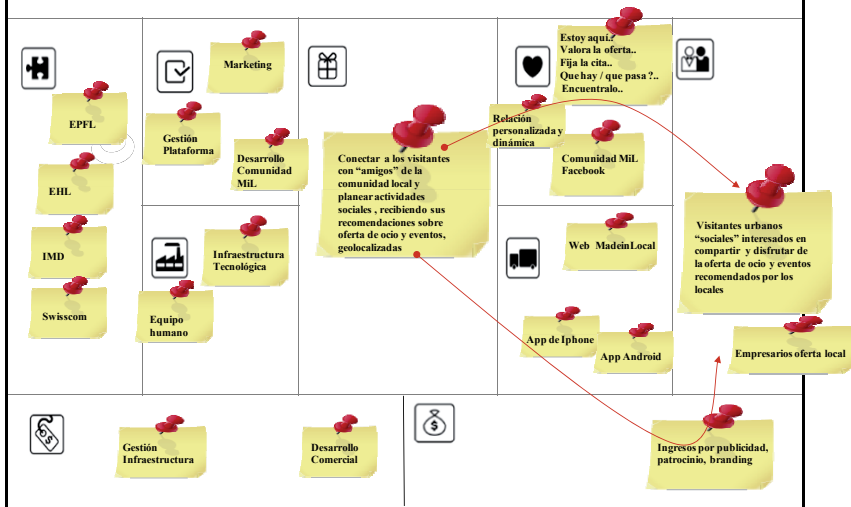 EPFL
EHL
IMD
Swisscom
Marketing
Gestión
Plataforma
Desarrollo
Comunidad
MiL
Infraestructura
Tecnológica
Equipo
humano
Conectar a los visitantes
con “amigos” de la
comunidad local y
planear actividades
sociales , recibiendo sus
recomendaciones sobre
oferta de ocio y eventos,
geolocalizadas
Estoy aquí.?
Valora la oferta..
Fija la cita..
Que hay / que pasa ?..
Encuentralo..
Relación
personalizada y
dinámica
Comunidad MiL
Facebook
Web MadeinLocal
App de Iphone
App Android
Visitantes urbanos
“sociales” interesados en
compartir y disfrutar de
la oferta de ocio y eventos
recomendados por los
locales
Empresarios oferta local
Gestión
Infraestructura
Desarrollo
Comercial
Ingresos por publicidad,
patrocinio, branding